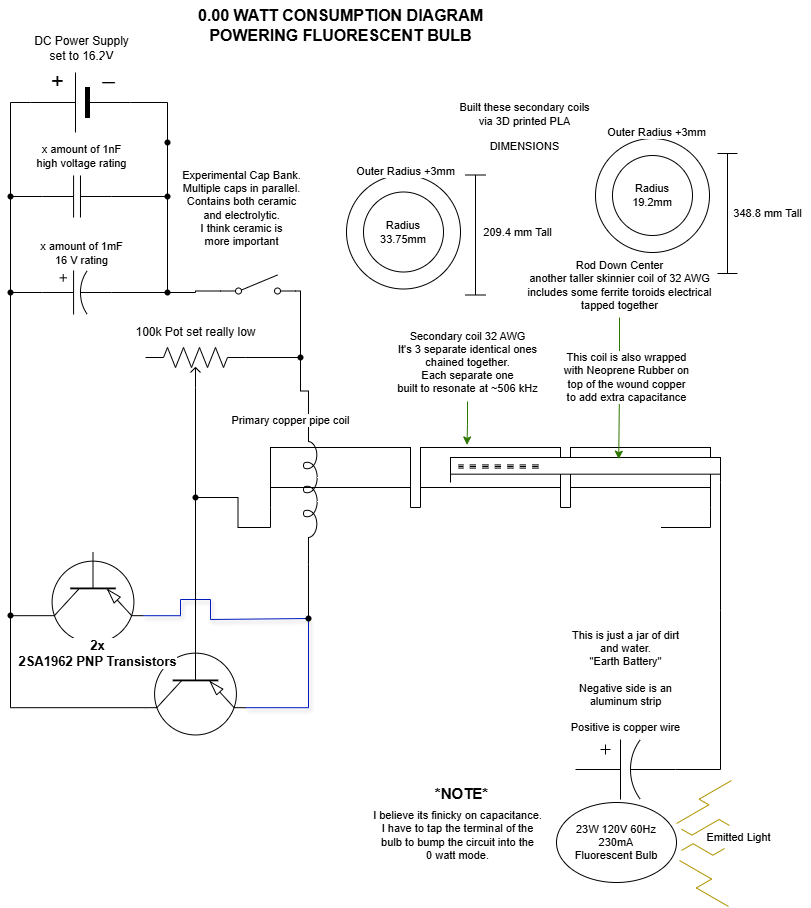 0.00 WATT CONSUMPTION DIAGRAM
POWERING FLUORESCENT BULB
DC Power Supply
set to 16.2V
+
—
x amount of 1nF
high voltage rating
x amount of 1mF
16 V rating
+
Experimental Cap Bank.
Multiple caps in parallel.
Contains both ceramic
and electrolytic.
I think ceramic is
more important
Built these secondary coils
via 3D printed PLA
DIMENSIONS
Outer Radius +3mm
Radius
33.75mm
209.4 mm Tall
Outer Radius +3mm
Radius
19.2mm
348.8 mm Tall
Rod Down Center
another taller skinnier coil of 32 AWG
includes some ferrite toroids electrical
tapped together
100k Pot set really low
Secondary coil 32 AWG
It's 3 separate identical ones
chained together.
Each separate one
built to resonate at ~506 kHz
This coil is also wrapped
with Neoprene Rubber on
top of the wound copper
to add extra capacitance
Primary copper pipe coil
2x
2SA1962 PNP Transistors
This is just a jar of dirt
and water.
"Earth Battery"
Negative side is an
aluminum strip
Positive is copper wire
+
*NOTE*
I believe its finicky on capacitance.
I have to tap the terminal of the
bulb to bump the circuit into the
0 watt mode.
23W 120V 60Hz
230mA
Fluorescent Bulb
Emitted Light